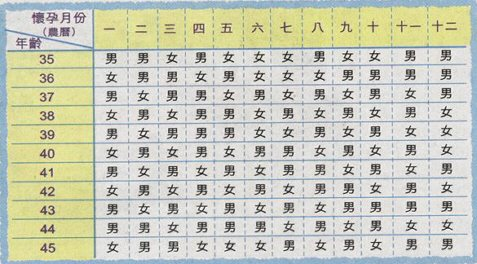 懷孕月份
(農曆) 一 二 三 四 五 六 七 八 九 十 十一 十二
年齡
35 男 男 女 男 女 女 女 男 女 女 男 男
36 女 男 男 女 男 女 女 女 男 男 男 男
37 男 女 男 男 女 男 女 男 女 男 女 男
38 女 男 女 男 男 女 男 女 男 女 男 女
39 男 女 男 男 男 女 女 男 女 男 女 女
40 女 男 女 男 女 男 男 女 男 女 男 女
41 男 女 男 男 男 男 女 男 女 男 女 男
42 女 男 女 男 女 男 女 男 男 女 男 女
43 男 女 男 女 男 女 男 女 男 男 男 男
44 男 男 女 男 男 男 女 男 女 男 女 女
45 女 男 男 女 女 女 男 女 男 女 男 男